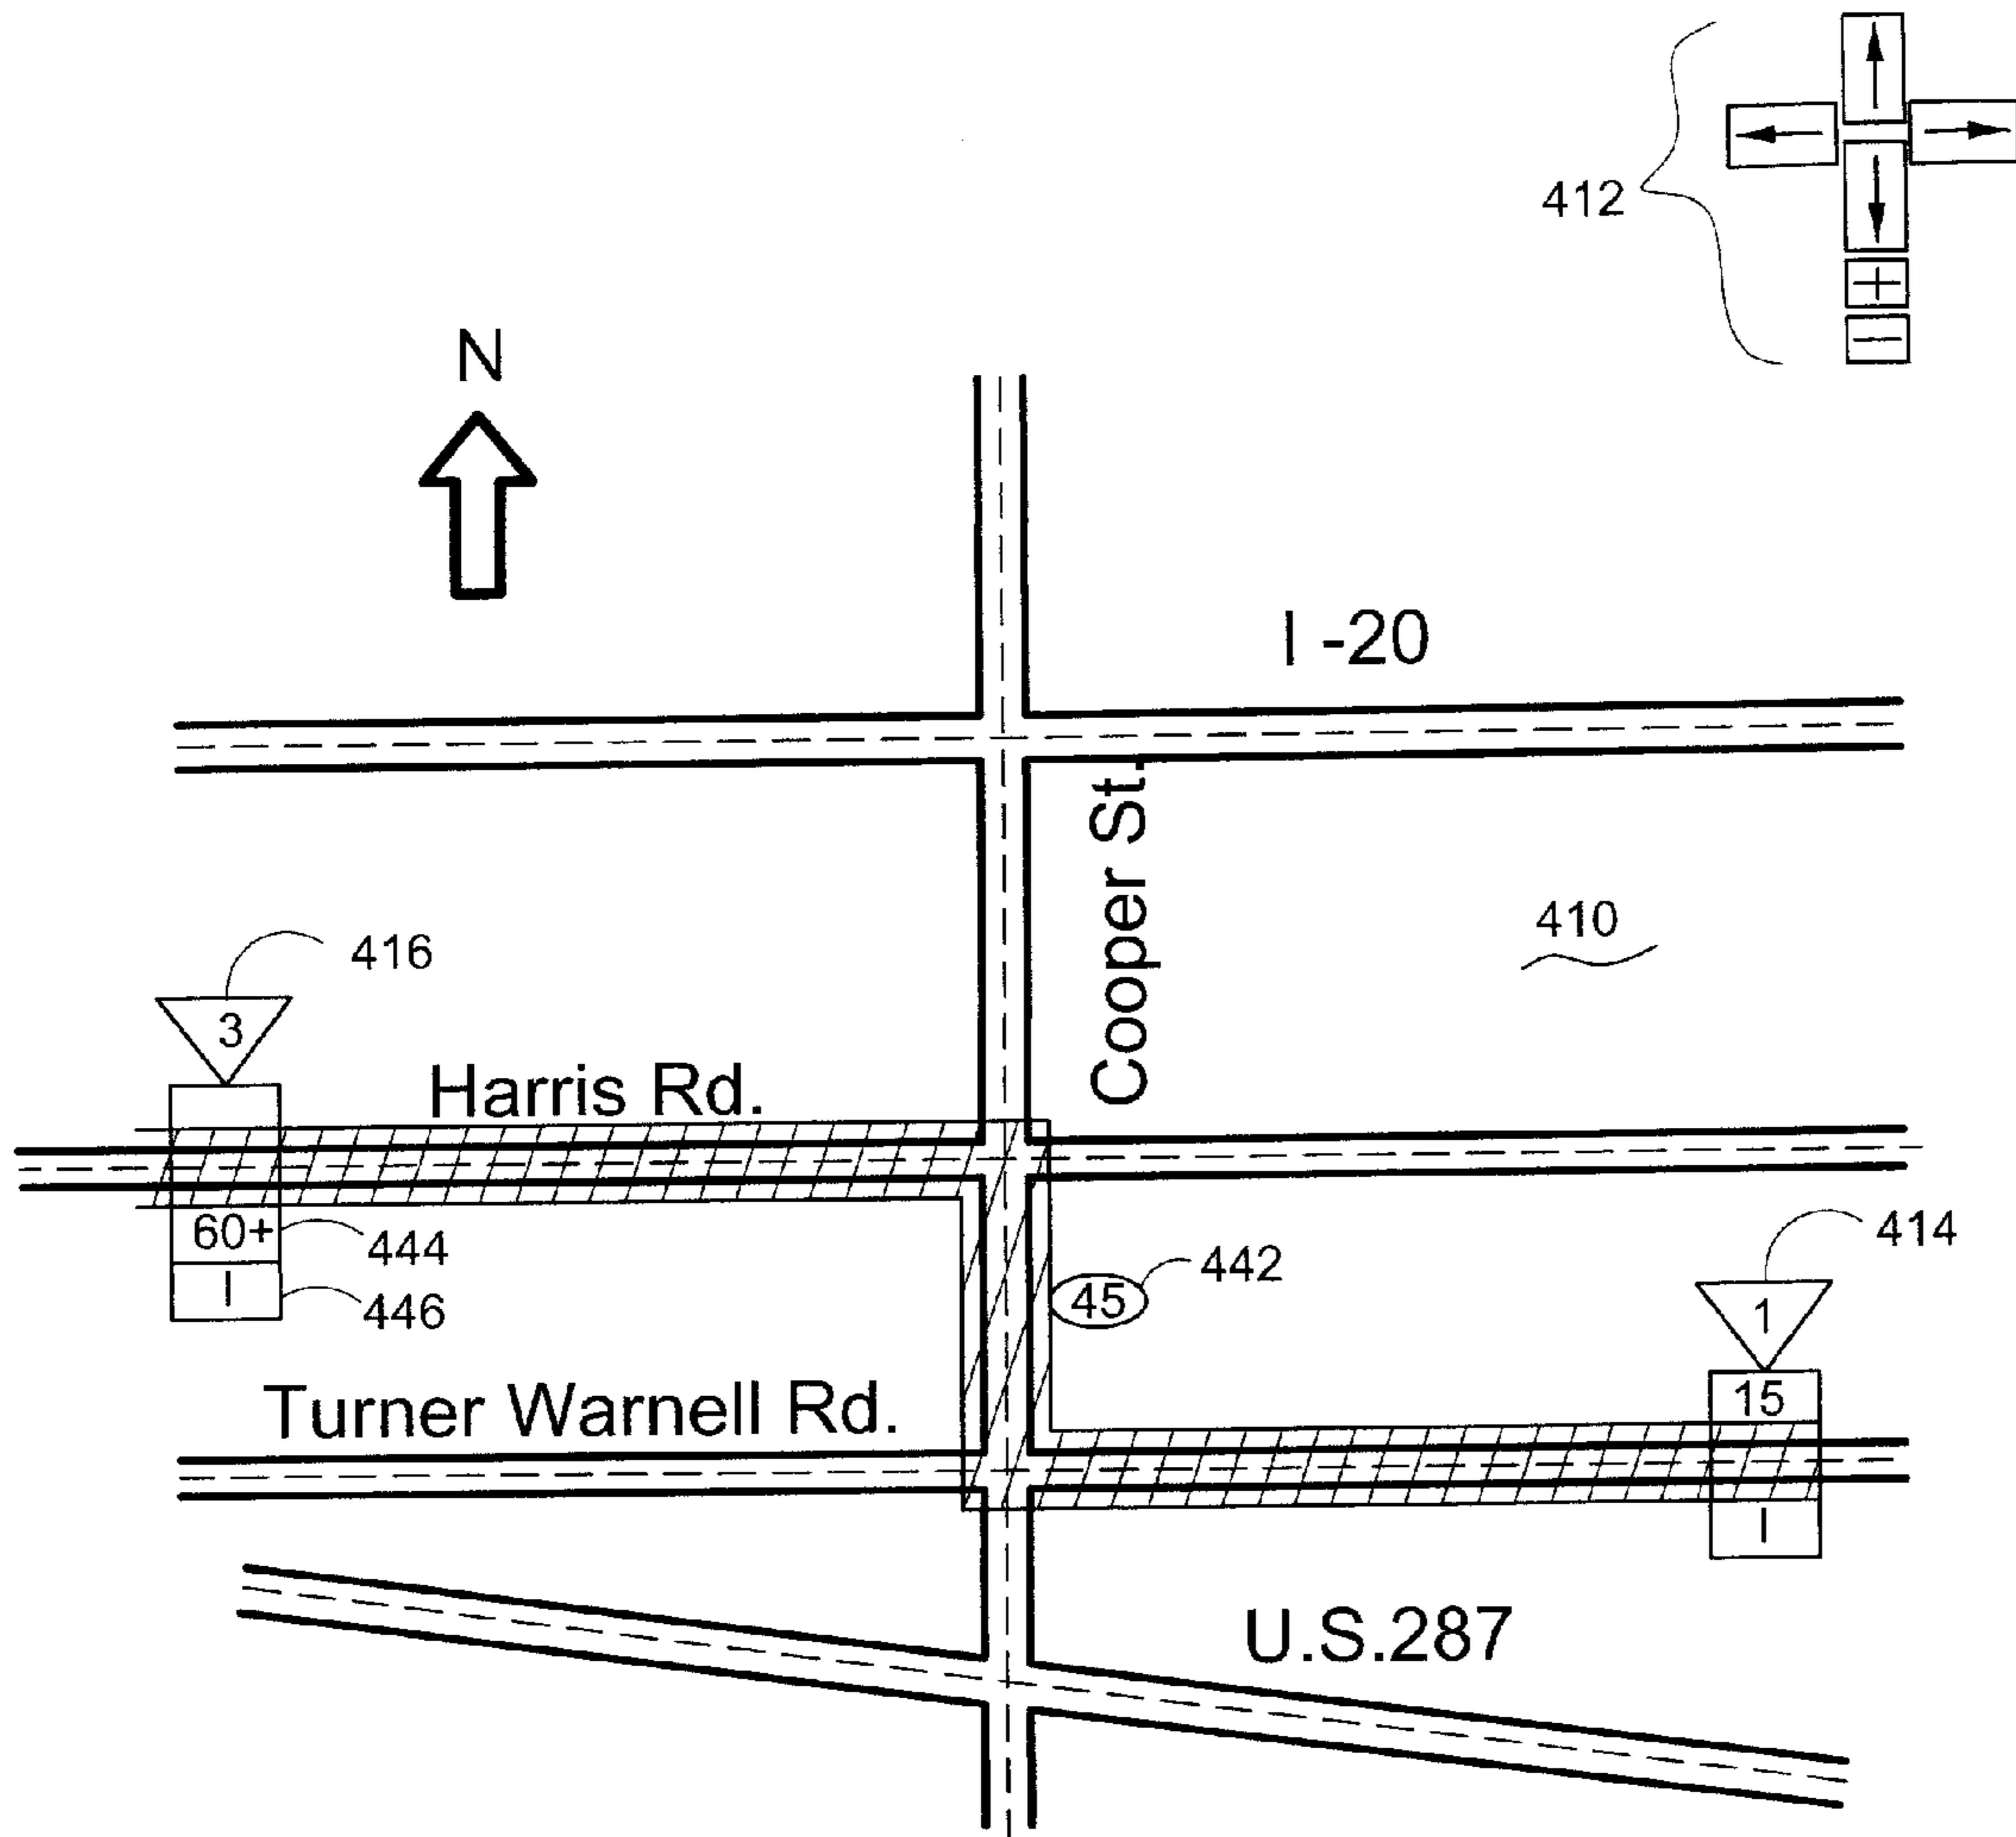 412
+
–
N
I -20
Cooper St.
410
416
3
Harris Rd.
60+
444
I
446
442
45
414
1
15
I
Turner Warnell Rd.
U.S.287